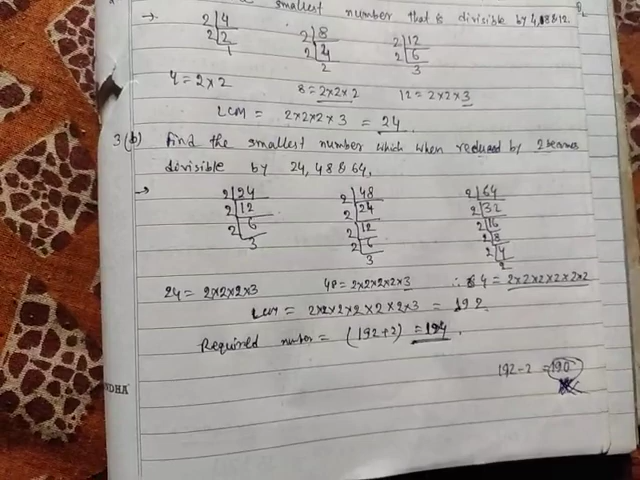 smallest number that is divisible by 4, 8 & 12.
→ 2 | 4 2 | 8 2 | 12
2 | 2 2 | 4 2 | 6
1 2 3
4 = 2×2 8 = 2×2×2 12 = 2×2×3
LCM = 2×2×2×3 = 24
3(b) Find the smallest number which when reduced by 2 becomes
divisible by 24, 48 & 64.
→ 2 | 24 2 | 48 2 | 64
2 | 12 2 | 24 2 | 32
2 | 6 2 | 12 2 | 16
3 2 | 6 2 | 8
3 2 | 4
2
24 = 2×2×2×3 48 = 2×2×2×2×3 ∴ 64 = 2×2×2×2×2×2
LCM = 2×2×2×2×2×2×3 = 192
Required number = (192+2) = 194.
192-2 = 190
NDHA